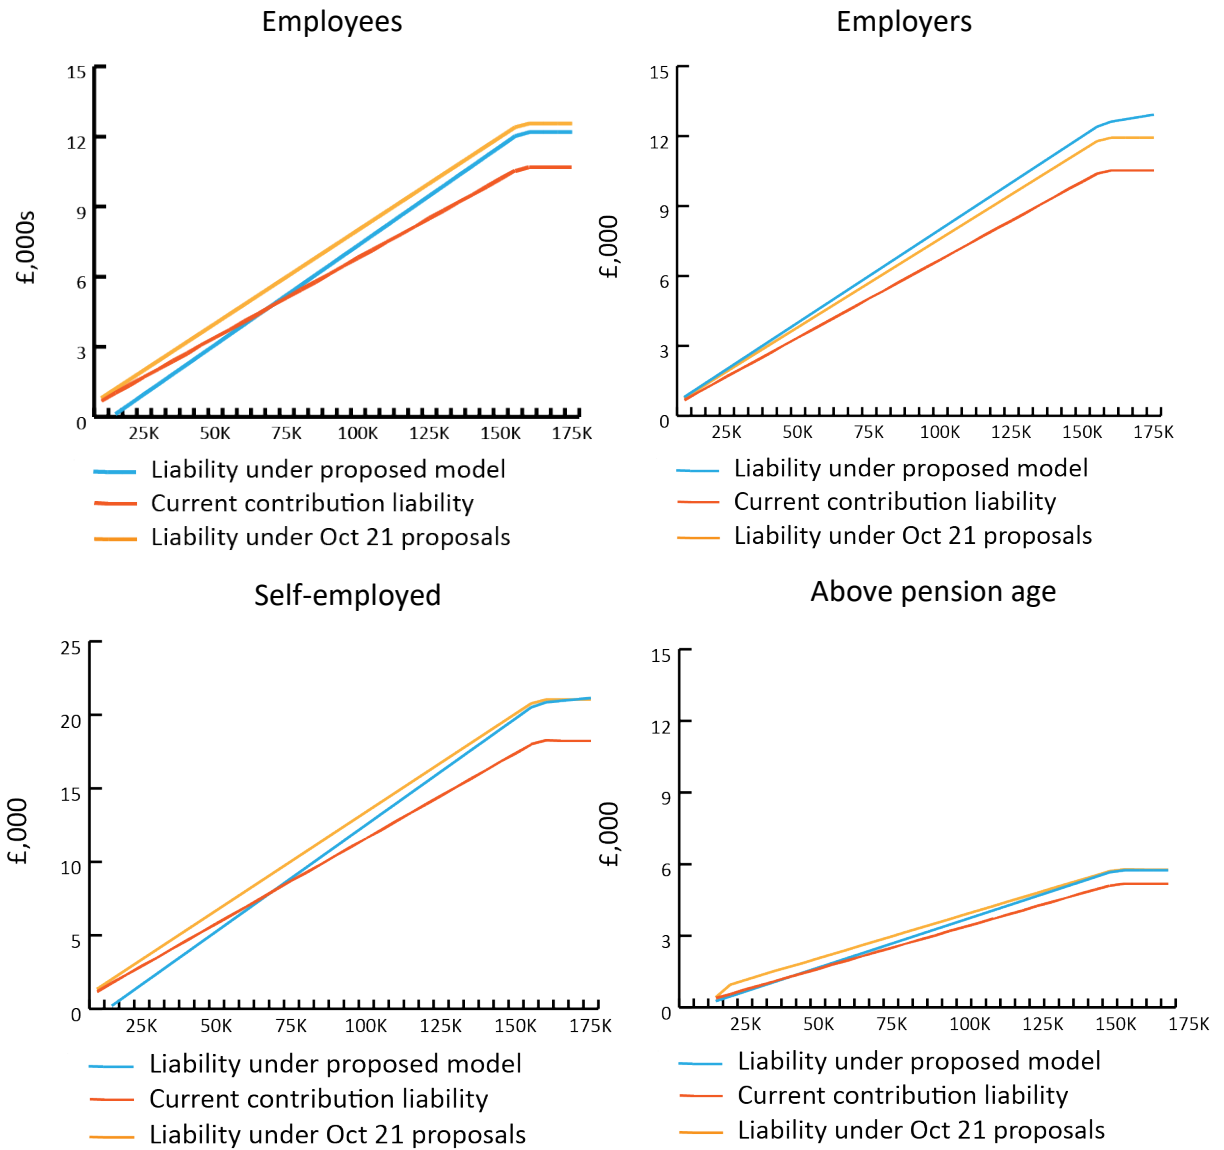 Employees
£,000s
15
12
9
6
3
0
25K 50K 75K 100K 125K 150K 175K
Liability under proposed model
Current contribution liability
Liability under Oct 21 proposals
Employers
£,000
15
12
9
6
3
0
25K 50K 75K 100K 125K 150K 175K
Liability under proposed model
Current contribution liability
Liability under Oct 21 proposals
Self-employed
£,000
25
20
15
10
5
0
25K 50K 75K 100K 125K 150K 175K
Liability under proposed model
Current contribution liability
Liability under Oct 21 proposals
Above pension age
£,000
15
12
9
6
3
0
25K 50K 75K 100K 125K 150K 175K
Liability under proposed model
Current contribution liability
Liability under Oct 21 proposals